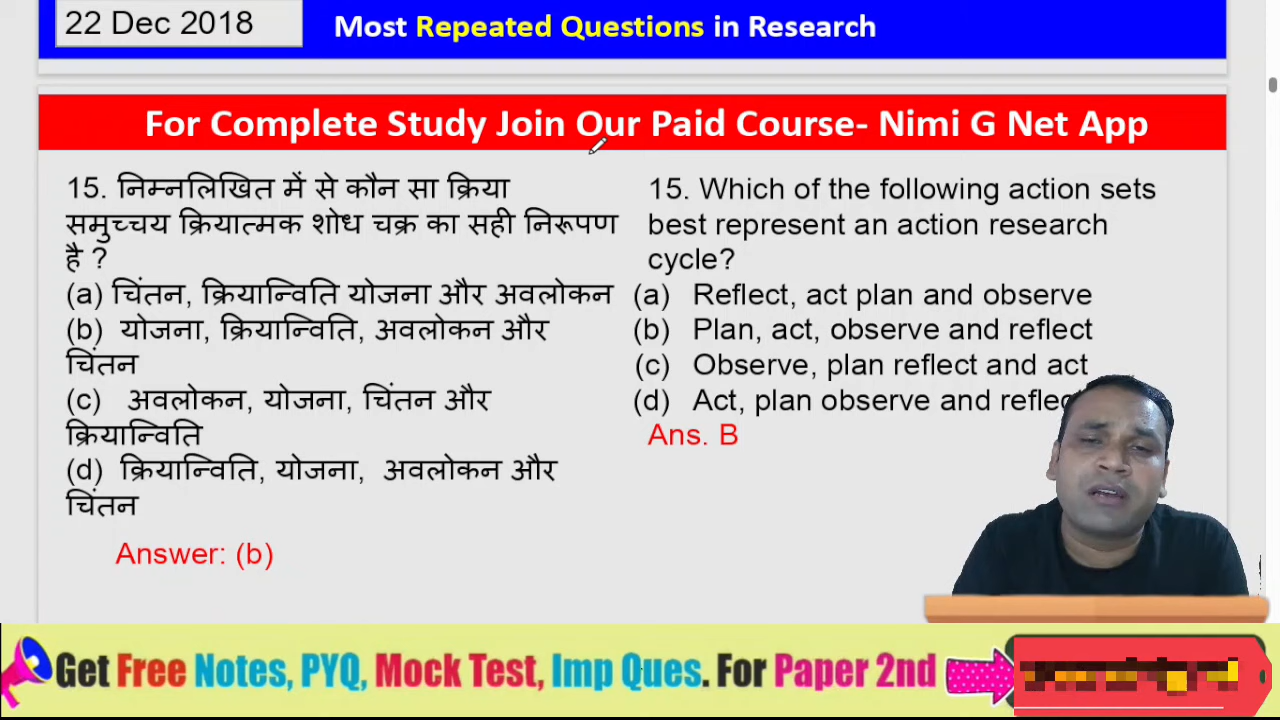 22 Dec 2018
Most Repeated Questions in Research
For Complete Study Join Our Paid Course- Nimi G Net App
15. निम्नलिखित में से कौन सा क्रिया
समुच्चय क्रियात्मक शोध चक्र का सही निरूपण
है ?
(a) चिंतन, क्रियान्विति योजना और अवलोकन
(b) योजना, क्रियान्विति, अवलोकन और
चिंतन
(c) अवलोकन, योजना, चिंतन और
क्रियान्विति
(d) क्रियान्विति, योजना, अवलोकन और
चिंतन
Answer: (b)
15. Which of the following action sets
best represent an action research
cycle?
(a) Reflect, act plan and observe
(b) Plan, act, observe and reflect
(c) Observe, plan reflect and act
(d) Act, plan observe and reflec
Ans. B
Get Free Notes, PYQ, Mock Test, Imp Ques. For Paper 2nd